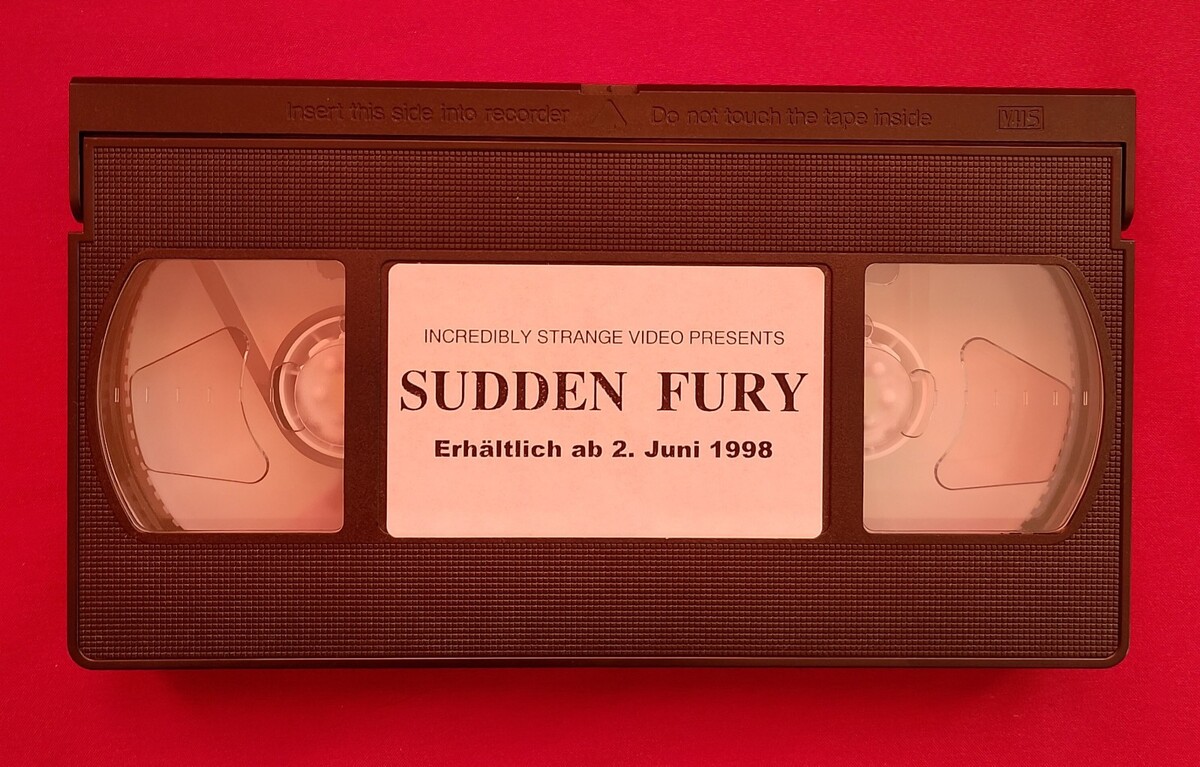 Insert this side into recorder Do not touch the tape inside VHS
INCREDIBLY STRANGE VIDEO PRESENTS
SUDDEN FURY
Erhältlich ab 2. Juni 1998